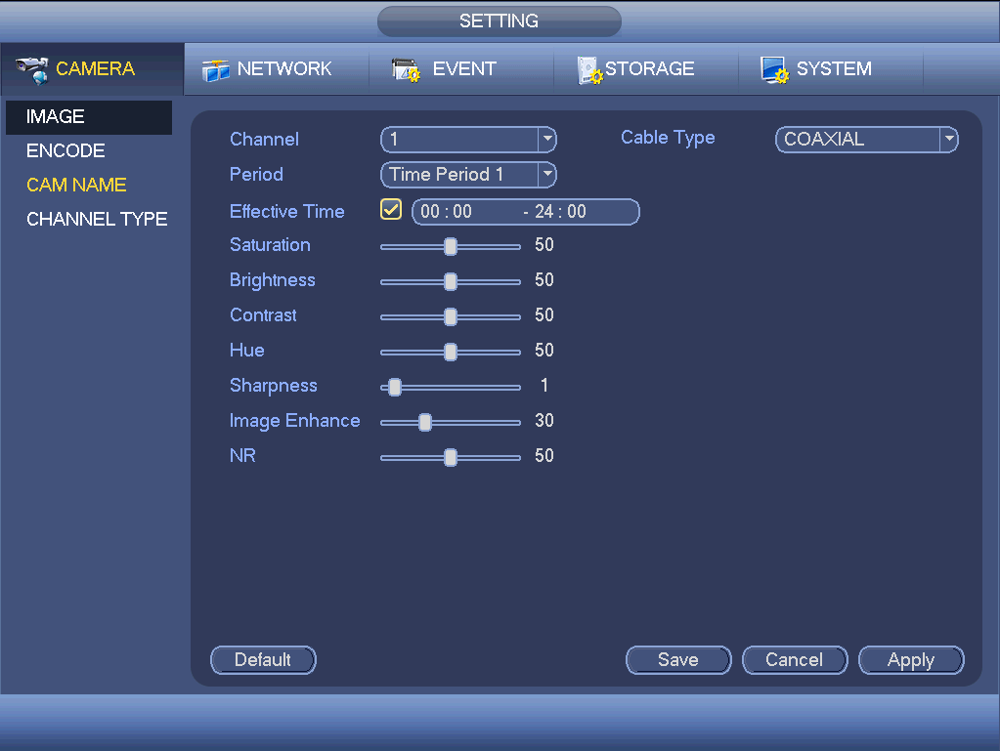 SETTING
CAMERA NETWORK EVENT STORAGE SYSTEM
IMAGE
ENCODE
CAM NAME
CHANNEL TYPE
Channel 1 Cable Type COAXIAL
Period Time Period 1
Effective Time 00 : 00 - 24 : 00
Saturation 50
Brightness 50
Contrast 50
Hue 50
Sharpness 1
Image Enhance 30
NR 50
Default Save Cancel Apply